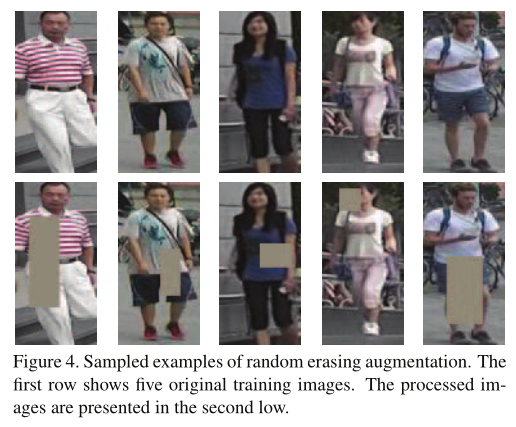 Figure 4. Sampled examples of random erasing augmentation. The
first row shows five original training images. The processed im-
ages are presented in the second low.